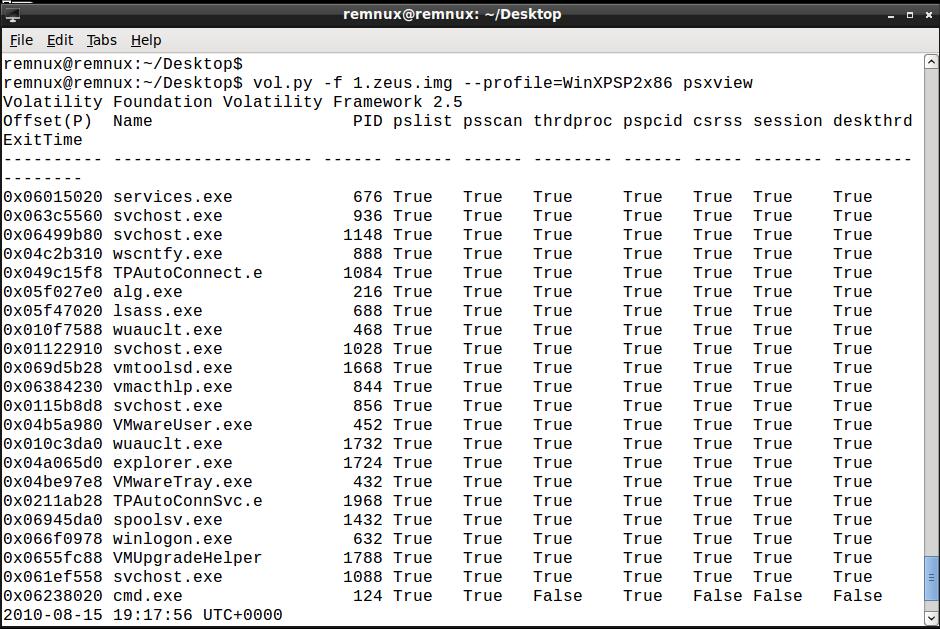 remnux@remnux: ~/Desktop
File Edit Tabs Help
remnux@remnux:~/Desktop$
remnux@remnux:~/Desktop$ vol.py -f 1.zeus.img --profile=WinXPSP2x86 psxview
Volatility Foundation Volatility Framework 2.5
Offset(P)  Name                    PID pslist psscan thrdproc pspcid csrss session deskthrd
ExitTime
---------- -------------------- ------ ------ ------ -------- ------ ----- ------- --------
--------
0x06015020 services.exe            676 True   True   True     True   True  True    True
0x063c5560 svchost.exe             936 True   True   True     True   True  True    True
0x06499b80 svchost.exe            1148 True   True   True     True   True  True    True
0x04c2b310 wscntfy.exe             888 True   True   True     True   True  True    True
0x049c15f8 TPAutoConnect.e        1084 True   True   True     True   True  True    True
0x05f027e0 alg.exe                 216 True   True   True     True   True  True    True
0x05f47020 lsass.exe               688 True   True   True     True   True  True    True
0x010f7588 wuauclt.exe             468 True   True   True     True   True  True    True
0x01122910 svchost.exe            1028 True   True   True     True   True  True    True
0x069d5b28 vmtoolsd.exe           1668 True   True   True     True   True  True    True
0x06384230 vmacthlp.exe            844 True   True   True     True   True  True    True
0x0115b8d8 svchost.exe             856 True   True   True     True   True  True    True
0x04b5a980 VMwareUser.exe          452 True   True   True     True   True  True    True
0x010c3da0 wuauclt.exe            1732 True   True   True     True   True  True    True
0x04a065d0 explorer.exe           1724 True   True   True     True   True  True    True
0x04be97e8 VMwareTray.exe          432 True   True   True     True   True  True    True
0x0211ab28 TPAutoConnSvc.e        1968 True   True   True     True   True  True    True
0x06945da0 spoolsv.exe            1432 True   True   True     True   True  True    True
0x066f0978 winlogon.exe            632 True   True   True     True   True  True    True
0x0655fc88 VMUpgradeHelper        1788 True   True   True     True   True  True    True
0x061ef558 svchost.exe            1088 True   True   True     True   True  True    True
0x06238020 cmd.exe                 124 True   True   False    True   False False   False
2010-08-15 19:17:56 UTC+0000